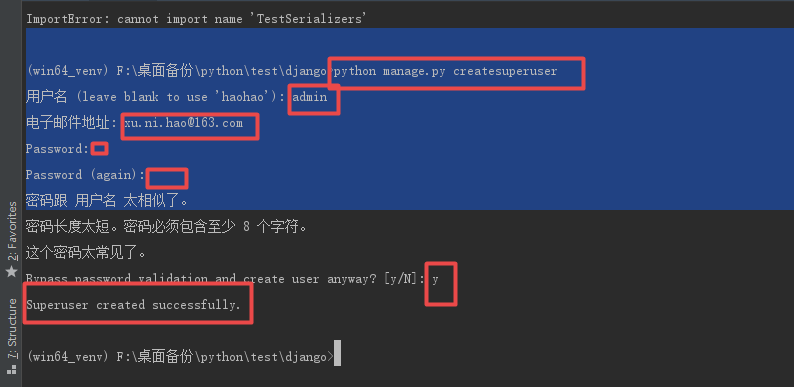 ImportError: cannot import name 'TestSerializers'
(win64_venv) F:\桌面备份\python\test\django>python manage.py createsuperuser
用户名 (leave blank to use 'haohao'): admin
电子邮件地址: xu.ni.hao@163.com
Password:
Password (again):
密码跟 用户名 太相似了。
密码长度太短。密码必须包含至少 8 个字符。
这个密码太常见了。
Bypass password validation and create user anyway? [y/N]: y
Superuser created successfully.
(win64_venv) F:\桌面备份\python\test\django>
2: Favorites
7: Structure